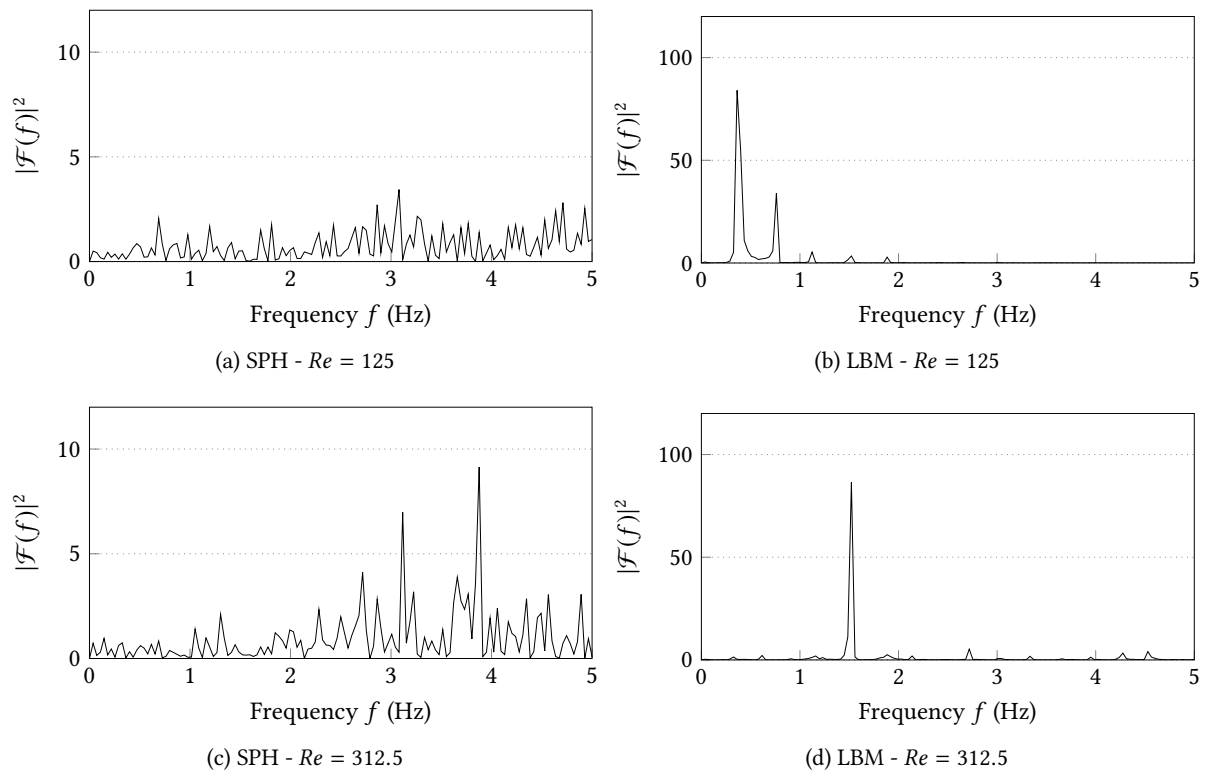 10
5
0
|ℱ(f)|²
0 1 2 3 4 5
Frequency f (Hz)
(a) SPH - Re = 125
100
50
0
|ℱ(f)|²
0 1 2 3 4 5
Frequency f (Hz)
(b) LBM - Re = 125
10
5
0
|ℱ(f)|²
0 1 2 3 4 5
Frequency f (Hz)
(c) SPH - Re = 312.5
100
50
0
|ℱ(f)|²
0 1 2 3 4 5
Frequency f (Hz)
(d) LBM - Re = 312.5